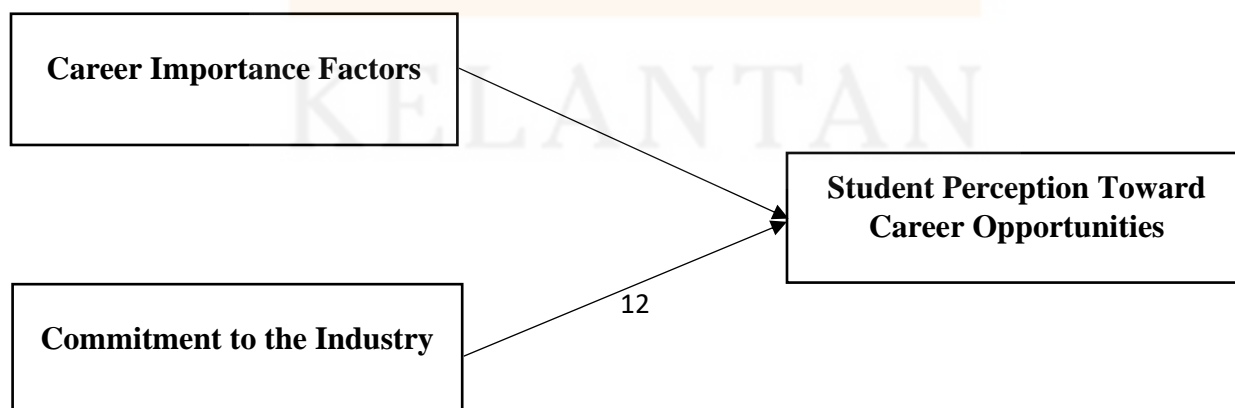 KELANTAN
Career Importance Factors
Student Perception Toward
Career Opportunities
12
Commitment to the Industry